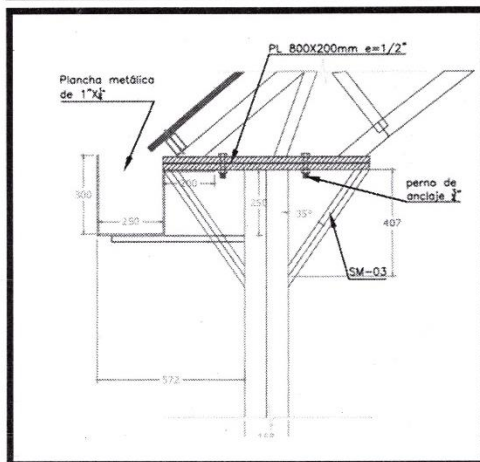 PL 800X200mm e=1/2"
Plancha metálica
de 1"X¼"
300
250
200
250
35°
perno de
anclaje ¾"
407
SM-03
572